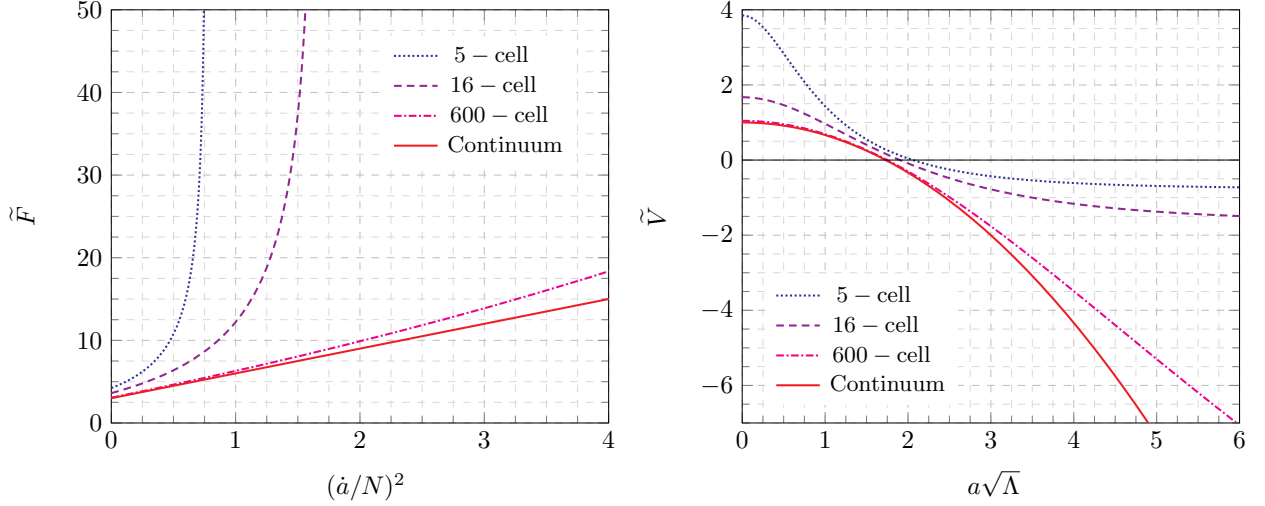 50
40
30
20
10
0
F̃
5 − cell
16 − cell
600 − cell
Continuum
0 1 2 3 4
(ȧ/N)²
4
2
0
−2
−4
−6
Ṽ
5 − cell
16 − cell
600 − cell
Continuum
0 1 2 3 4 5 6
a√Λ